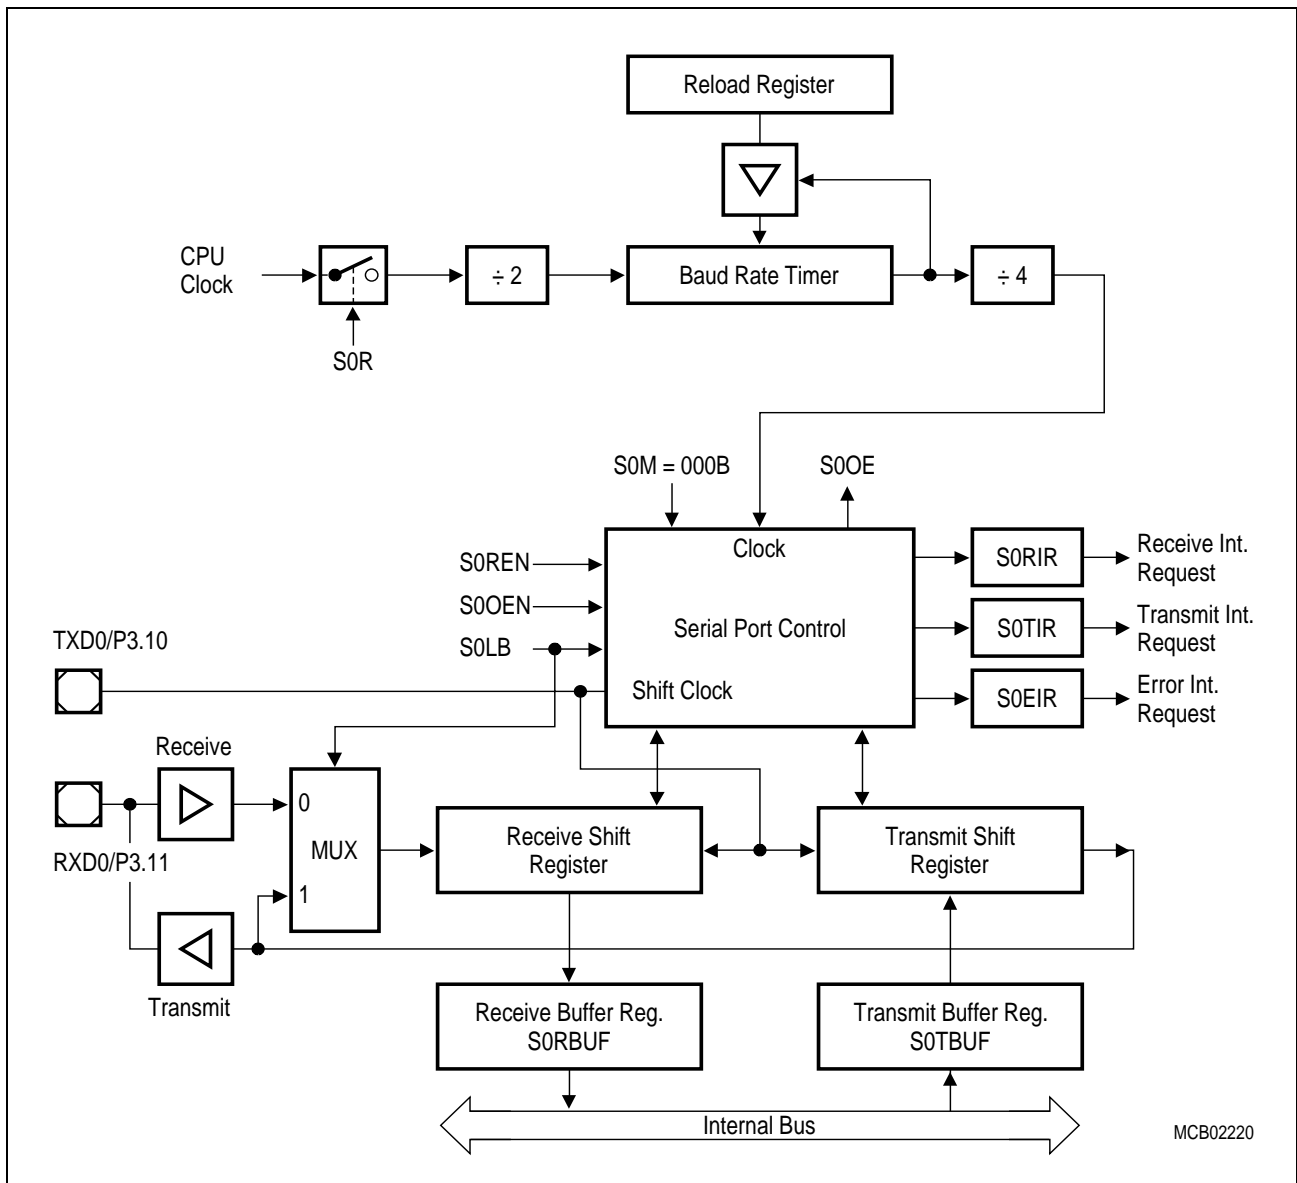 Reload Register
CPU
Clock
÷ 2
Baud Rate Timer
÷ 4
S0R
S0M = 000B
S0OE
Clock
S0REN
S0OEN
S0LB
Serial Port Control
Shift Clock
S0RIR
Receive Int.
Request
S0TIR
Transmit Int.
Request
S0EIR
Error Int.
Request
TXD0/P3.10
Receive
RXD0/P3.11
0
MUX
1
Transmit
Receive Shift
Register
Transmit Shift
Register
Receive Buffer Reg.
S0RBUF
Transmit Buffer Reg.
S0TBUF
Internal Bus
MCB02220